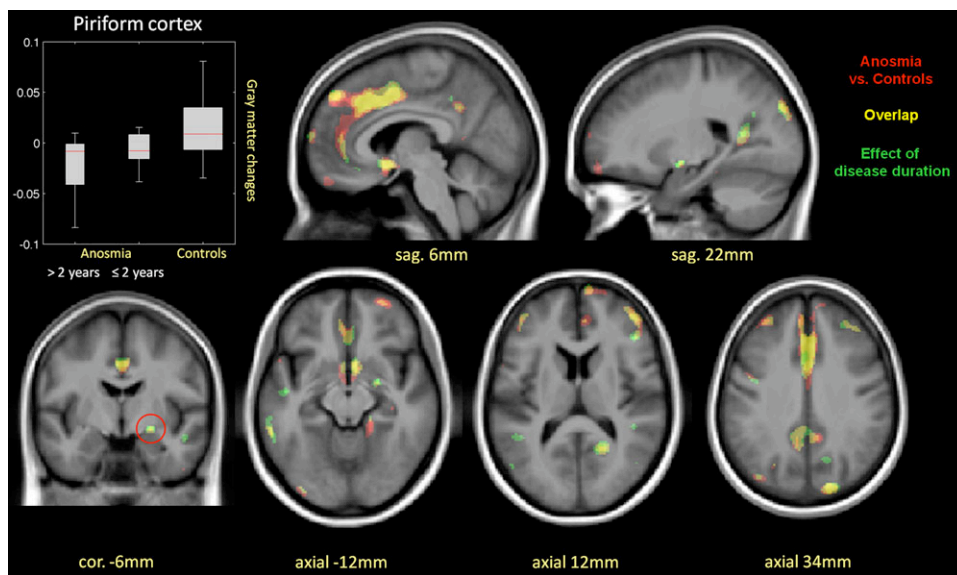 Piriform cortex
0.1
0.05
0
-0.05
-0.1
Gray matter changes
Anosmia
Controls
> 2 years
≤ 2 years
sag. 6mm
sag. 22mm
Anosmia
vs. Controls
Overlap
Effect of
disease duration
cor. -6mm
axial -12mm
axial 12mm
axial 34mm